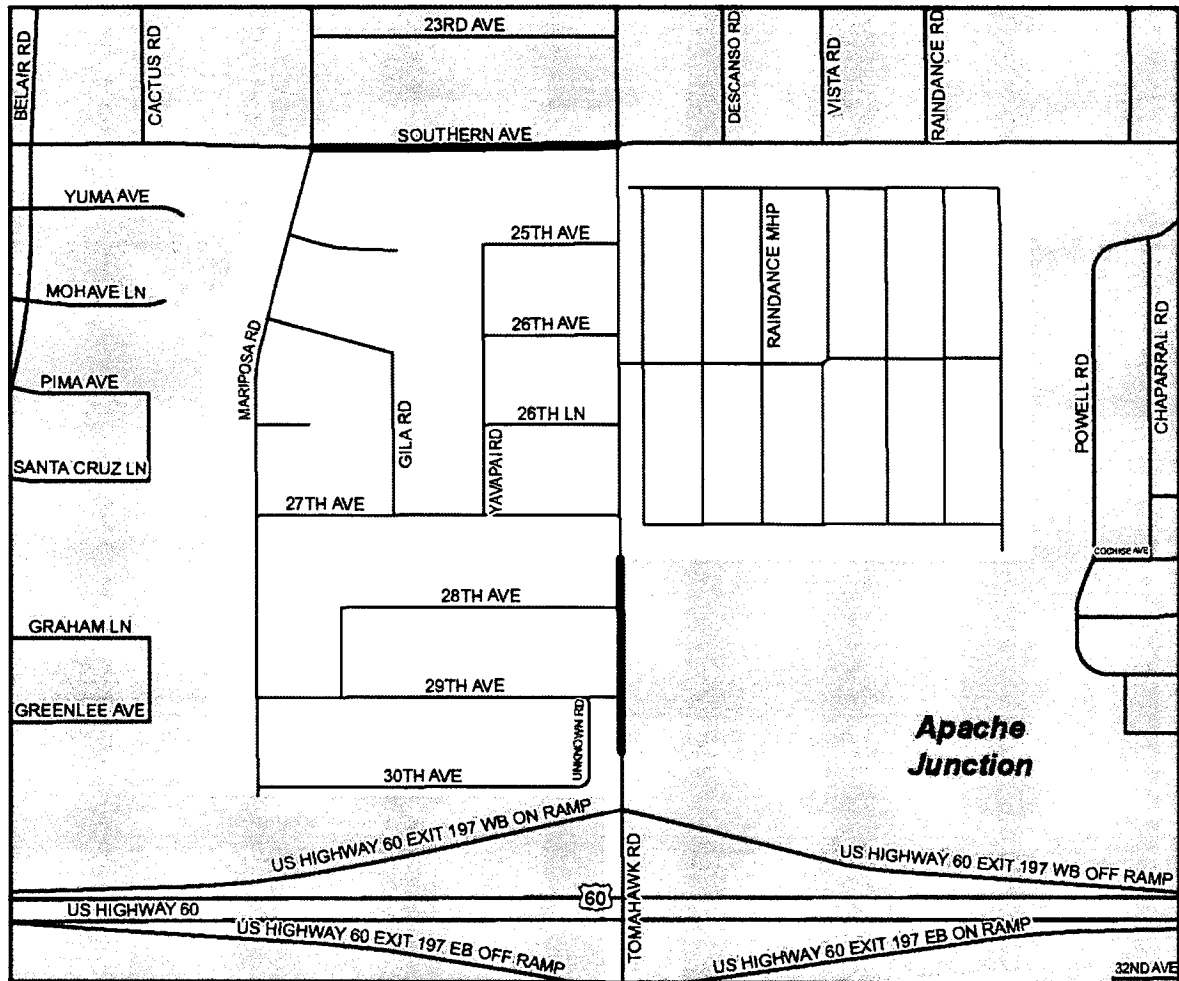 23RD AVE
BELAIR RD
CACTUS RD
DESCANSO RD
VISTA RD
RAINDANCE RD
SOUTHERN AVE
YUMA AVE
25TH AVE
RAINDANCE MHP
MOHAVE LN
26TH AVE
MARIPOSA RD
CHAPARRAL RD
PIMA AVE
POWELL RD
GILA RD
26TH LN
YAVAPAI RD
SANTA CRUZ LN
27TH AVE
COCHISE AVE
28TH AVE
GRAHAM LN
29TH AVE
GREENLEE AVE
UNKNOWN RD
Apache
Junction
30TH AVE
US HIGHWAY 60 EXIT 197 WB ON RAMP
US HIGHWAY 60 EXIT 197 WB OFF RAMP
TOMAHAWK RD
60
US HIGHWAY 60
US HIGHWAY 60 EXIT 197 EB OFF RAMP
US HIGHWAY 60 EXIT 197 EB ON RAMP
32ND AVE